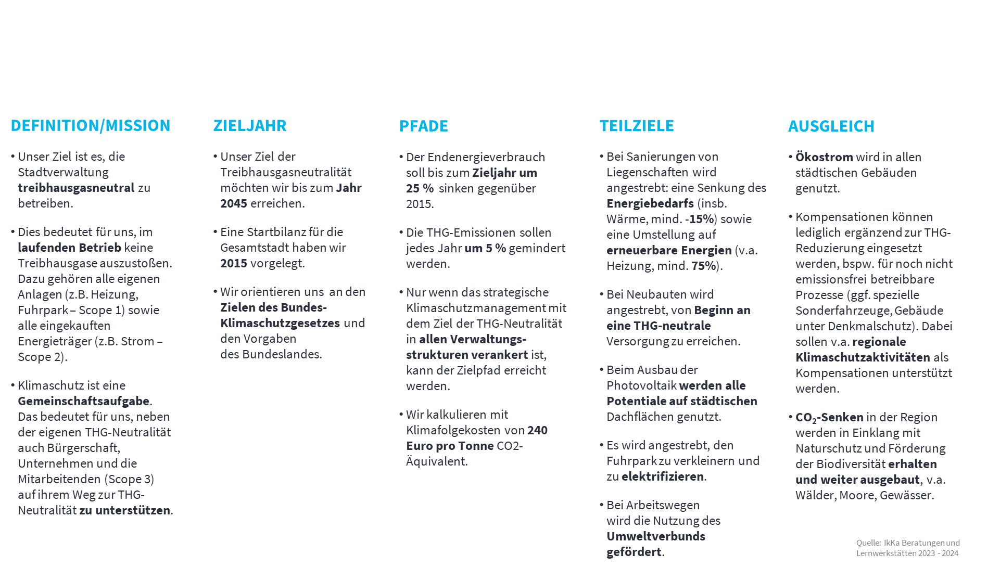 DEFINITION/MISSION
• Unser Ziel ist es, die
Stadtverwaltung
treibhausgasneutral zu
betreiben.
• Dies bedeutet für uns, im
laufenden Betrieb keine
Treibhausgase auszustoßen.
Dazu gehören alle eigenen
Anlagen (z.B. Heizung,
Fuhrpark – Scope 1) sowie
alle eingekauften
Energieträger (z.B. Strom –
Scope 2).
• Klimaschutz ist eine
Gemeinschaftsaufgabe.
Das bedeutet für uns, neben
der eigenen THG-Neutralität
auch Bürgerschaft,
Unternehmen und die
Mitarbeitenden (Scope 3)
auf ihrem Weg zur THG-
Neutralität zu unterstützen.
ZIELJAHR
• Unser Ziel der
Treibhausgasneutralität
möchten wir bis zum Jahr
2045 erreichen.
• Eine Startbilanz für die
Gesamtstadt haben wir
2015 vorgelegt.
• Wir orientieren uns an den
Zielen des Bundes-
Klimaschutzgesetzes und
den Vorgaben
des Bundeslandes.
PFADE
• Der Endenergieverbrauch
soll bis zum Zieljahr um
25 % sinken gegenüber
2015.
• Die THG-Emissionen sollen
jedes Jahr um 5 % gemindert
werden.
• Nur wenn das strategische
Klimaschutzmanagement mit
dem Ziel der THG-Neutralität
in allen Verwaltungs-
strukturen verankert ist,
kann der Zielpfad erreicht
werden.
• Wir kalkulieren mit
Klimafolgekosten von 240
Euro pro Tonne CO2-
Äquivalent.
TEILZIELE
• Bei Sanierungen von
Liegenschaften wird
angestrebt: eine Senkung des
Energiebedarfs (insb.
Wärme, mind. -15%) sowie
eine Umstellung auf
erneuerbare Energien (v.a.
Heizung, mind. 75%).
• Bei Neubauten wird
angestrebt, von Beginn an
eine THG-neutrale
Versorgung zu erreichen.
• Beim Ausbau der
Photovoltaik werden alle
Potentiale auf städtischen
Dachflächen genutzt.
• Es wird angestrebt, den
Fuhrpark zu verkleinern und
zu elektrifizieren.
• Bei Arbeitswegen
wird die Nutzung des
Umweltverbunds
gefördert.
AUSGLEICH
• Ökostrom wird in allen
städtischen Gebäuden
genutzt.
• Kompensationen können
lediglich ergänzend zur THG-
Reduzierung eingesetzt
werden, bspw. für noch nicht
emissionsfrei betreibbare
Prozesse (ggf. spezielle
Sonderfahrzeuge, Gebäude
unter Denkmalschutz). Dabei
sollen v.a. regionale
Klimaschutzaktivitäten als
Kompensationen unterstützt
werden.
• CO₂-Senken in der Region
werden in Einklang mit
Naturschutz und Förderung
der Biodiversität erhalten
und weiter ausgebaut, v.a.
Wälder, Moore, Gewässer.
Quelle: IkKa Beratungen und
Lernwerkstätten 2023 - 2024